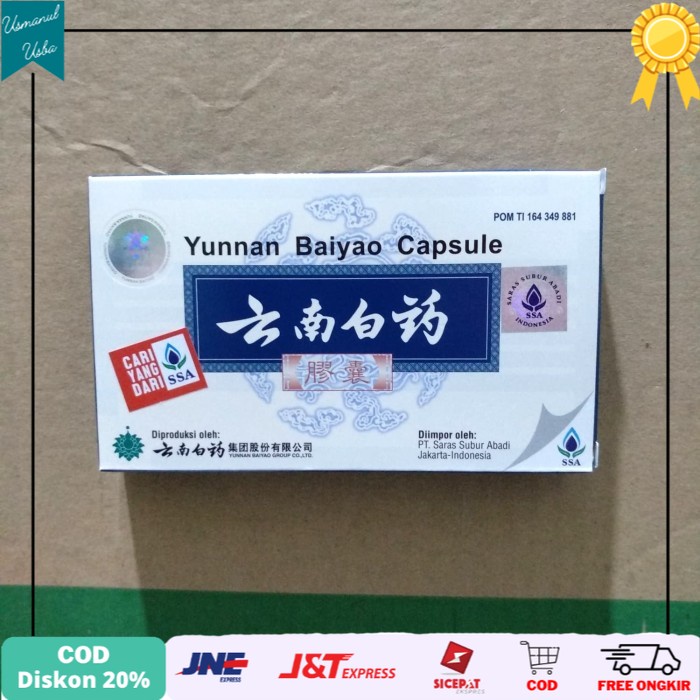 Usmanul
Usba
POM TI 164 349 881
Yunnan Baiyao Capsule
云南白药
膠囊
SARAS SUBUR ABADI
SSA
INDONESIA
CARI
YANG
DARI
SSA
Diproduksi oleh:
云南白药集团股份有限公司
YUNNAN BAIYAO GROUP CO.,LTD.
Diimpor oleh:
PT. Saras Subur Abadi
Jakarta-Indonesia
SSA
COD
Diskon 20%
JNE
EXPRESS
J&T EXPRESS
SICEPAT
EKSPRES
COD
FREE ONGKIR